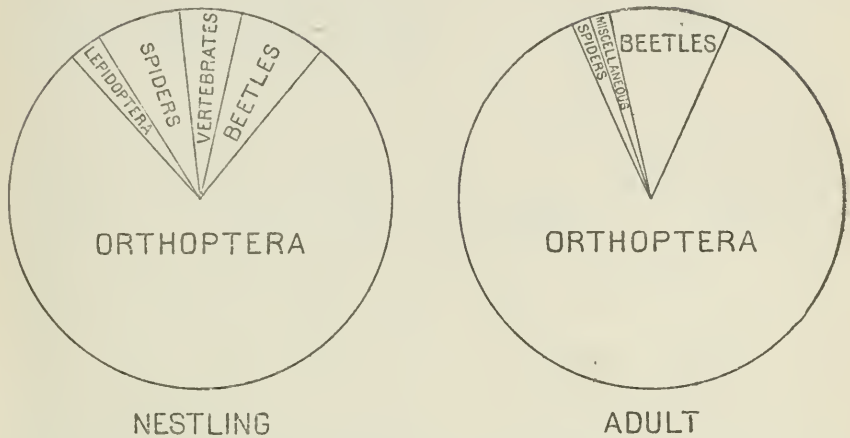 LEPIDOPTERA
SPIDERS
VERTEBRATES
BEETLES
ORTHOPTERA
NESTLING
SPIDERS
MISCELLANEOUS
BEETLES
ORTHOPTERA
ADULT